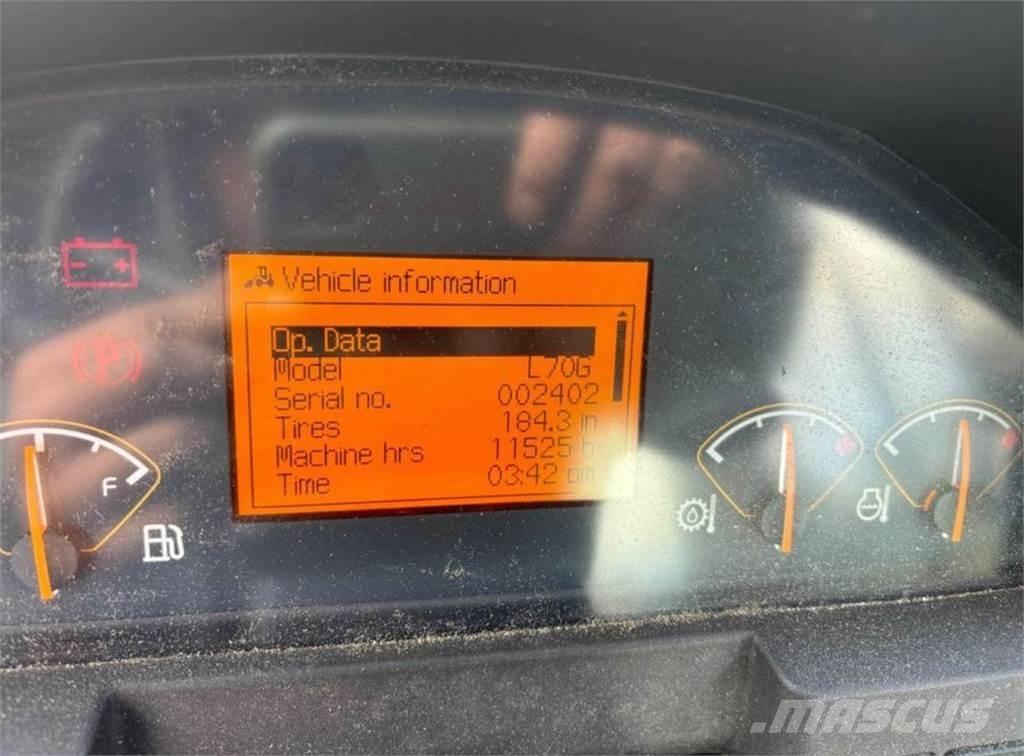 Vehicle information
Op. Data
Model L70G
Serial no. 002402
Tires 184.3 in
Machine hrs 11525 h
Time 03:42 pm
P
F
MASCUS